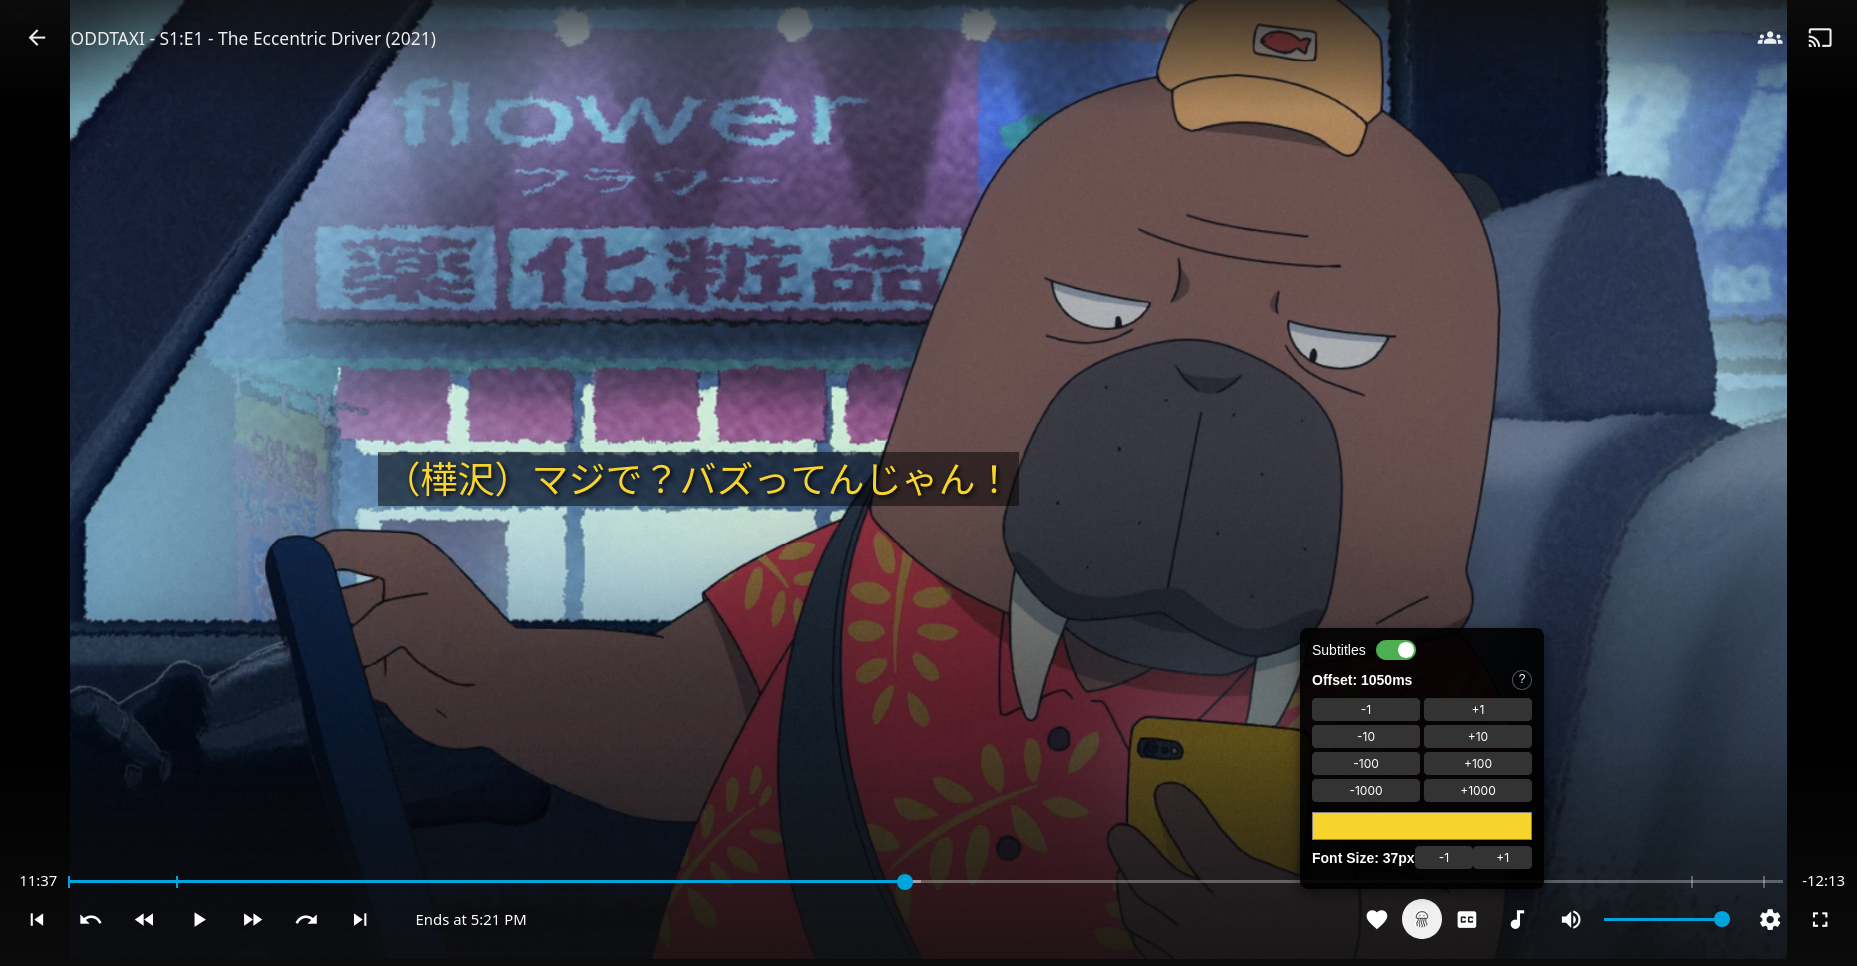 ODDTAXI - S1:E1 - The Eccentric Driver (2021)
flower
フラワー
薬 化粧品
（樺沢）マジで？バズってんじゃん！
Subtitles
Offset: 1050ms ?
-1 +1
-10 +10
-100 +100
-1000 +1000
Font Size: 37px -1 +1
11:37 -12:13
Ends at 5:21 PM CC